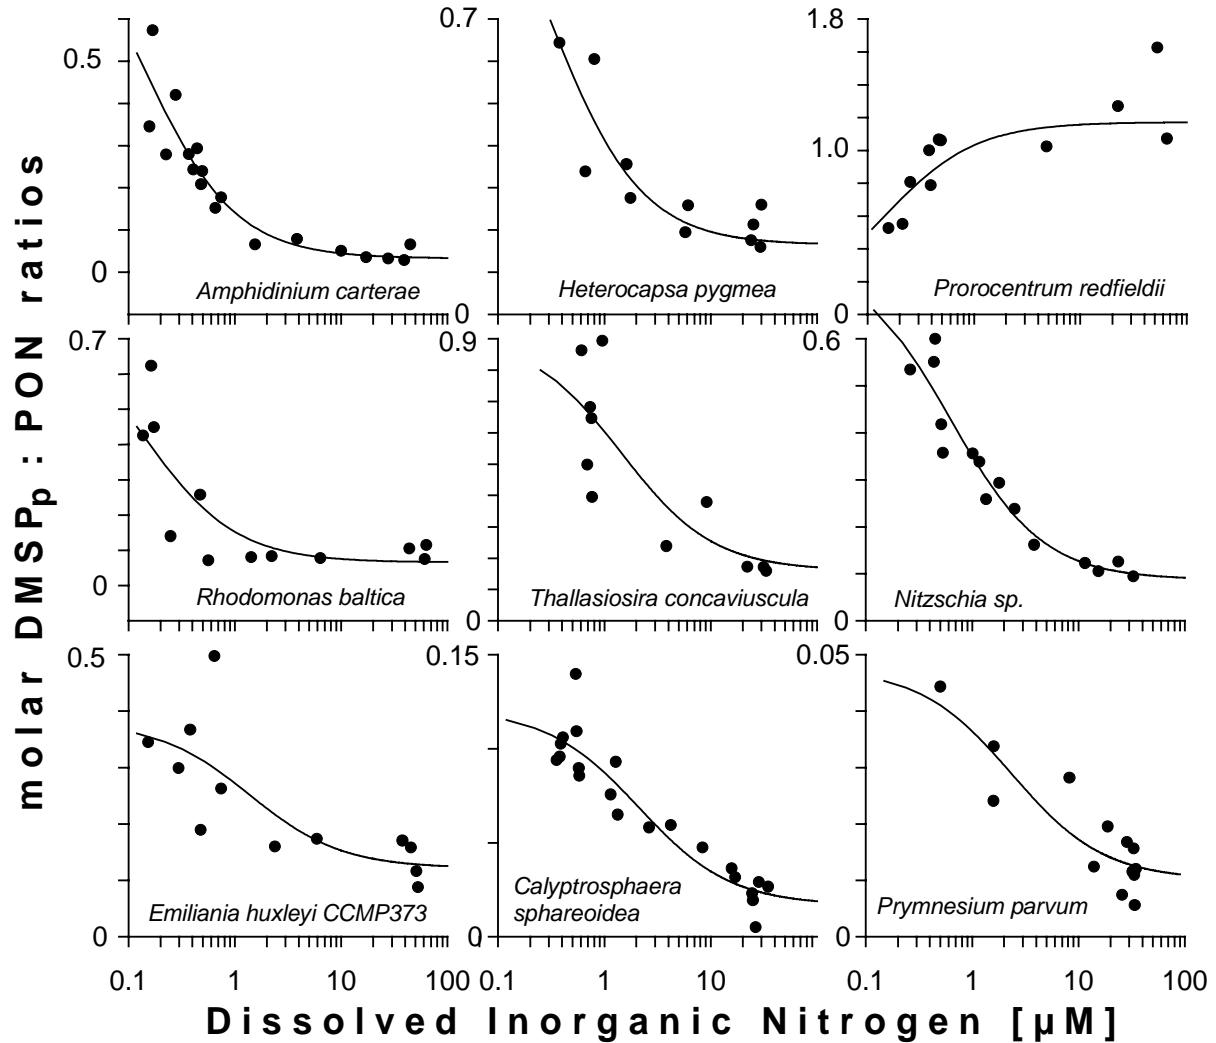 molar DMSPp : PON ratios
0.5
0
Amphidinium carterae
0.7
0
Heterocapsa pygmea
1.8
1.0
0
Prorocentrum redfieldii
0.7
0
Rhodomonas baltica
0.9
0
Thallasiosira concaviuscula
0.6
0
Nitzschia sp.
0.5
0
Emiliania huxleyi CCMP373
0.15
0
Calyptrosphaera
sphareoidea
0.05
0
Prymnesium parvum
0.1 1 10 100
0.1 1 10
0.1 1 10 100
Dissolved Inorganic Nitrogen [µM]